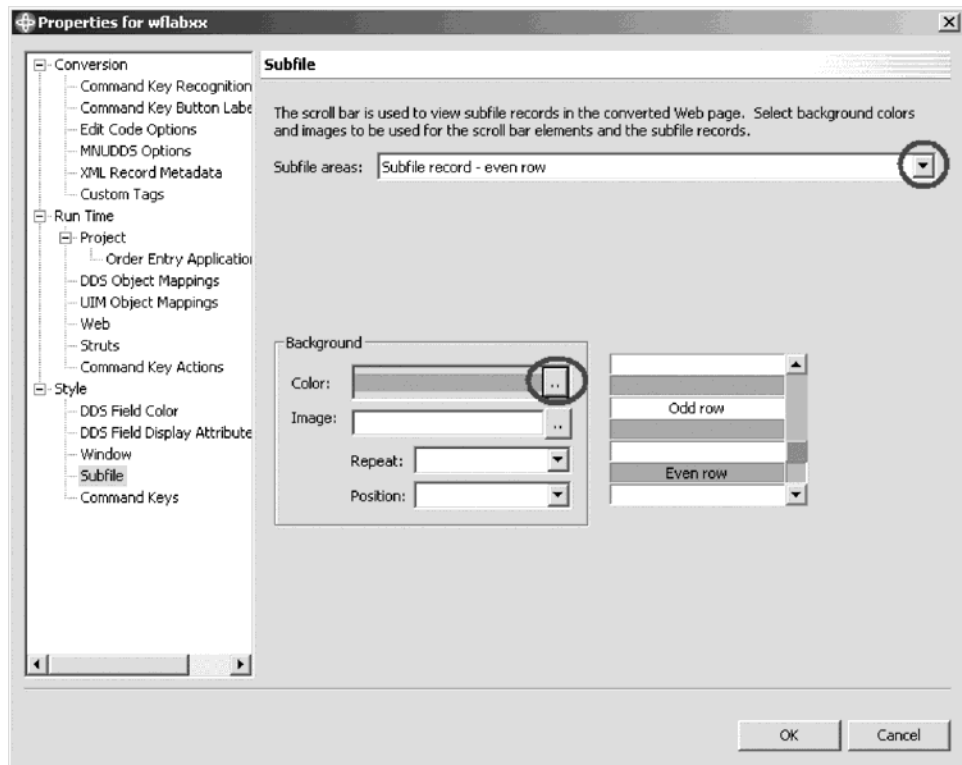 Properties for wflabxx
Conversion
Command Key Recognition
Command Key Button Labe
Edit Code Options
MNUDDS Options
XML Record Metadata
Custom Tags
Run Time
Project
Order Entry Application
DDS Object Mappings
UIM Object Mappings
Web
Struts
Command Key Actions
Style
DDS Field Color
DDS Field Display Attribute
Window
Subfile
Command Keys
Subfile
The scroll bar is used to view subfile records in the converted Web page. Select background colors
and images to be used for the scroll bar elements and the subfile records.
Subfile areas: Subfile record - even row
Background
Color: ..
Image: ..
Repeat:
Position:
Odd row
Even row
OK Cancel